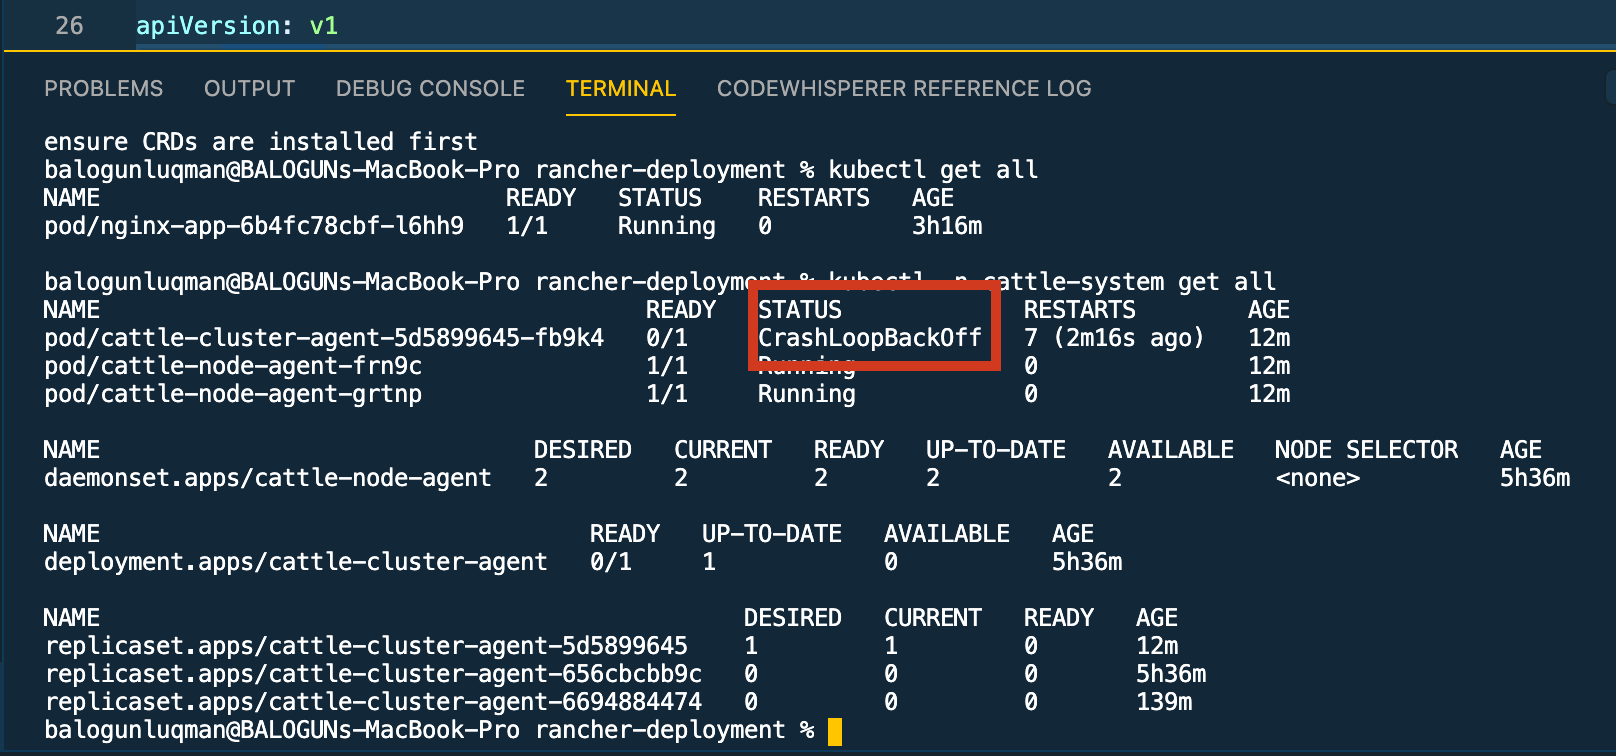 26 apiVersion: v1
PROBLEMS OUTPUT DEBUG CONSOLE TERMINAL CODEWHISPERER REFERENCE LOG
ensure CRDs are installed first
balogunluqman@BALOGUNs-MacBook-Pro rancher-deployment % kubectl get all
NAME READY STATUS RESTARTS AGE
pod/nginx-app-6b4fc78cbf-l6hh9 1/1 Running 0 3h16m
balogunluqman@BALOGUNs-MacBook-Pro rancher-deployment % kubectl -n cattle-system get all
NAME READY STATUS RESTARTS AGE
pod/cattle-cluster-agent-5d5899645-fb9k4 0/1 CrashLoopBackOff 7 (2m16s ago) 12m
pod/cattle-node-agent-frn9c 1/1 Running 0 12m
pod/cattle-node-agent-grtnp 1/1 Running 0 12m
NAME DESIRED CURRENT READY UP-TO-DATE AVAILABLE NODE SELECTOR AGE
daemonset.apps/cattle-node-agent 2 2 2 2 2 <none> 5h36m
NAME READY UP-TO-DATE AVAILABLE AGE
deployment.apps/cattle-cluster-agent 0/1 1 0 5h36m
NAME DESIRED CURRENT READY AGE
replicaset.apps/cattle-cluster-agent-5d5899645 1 1 0 12m
replicaset.apps/cattle-cluster-agent-656cbcbb9c 0 0 0 5h36m
replicaset.apps/cattle-cluster-agent-6694884474 0 0 0 139m
balogunluqman@BALOGUNs-MacBook-Pro rancher-deployment %